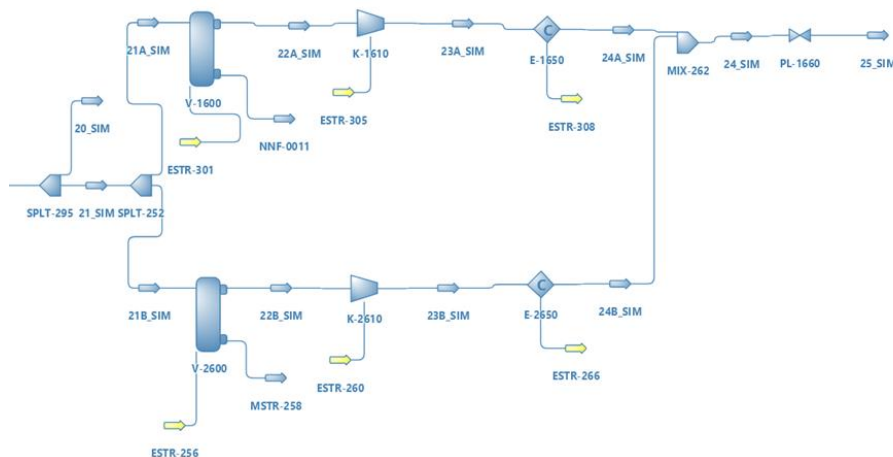 21A_SIM
22A_SIM
K-1610
23A_SIM
E-1650
24A_SIM
MIX-262
24_SIM
PL-1660
25_SIM
V-1600
ESTR-305
ESTR-308
20_SIM
ESTR-301
NNF-0011
SPLT-295
21_SIM
SPLT-252
C
C
21B_SIM
22B_SIM
K-2610
23B_SIM
E-2650
24B_SIM
V-2600
ESTR-260
ESTR-266
MSTR-258
ESTR-256